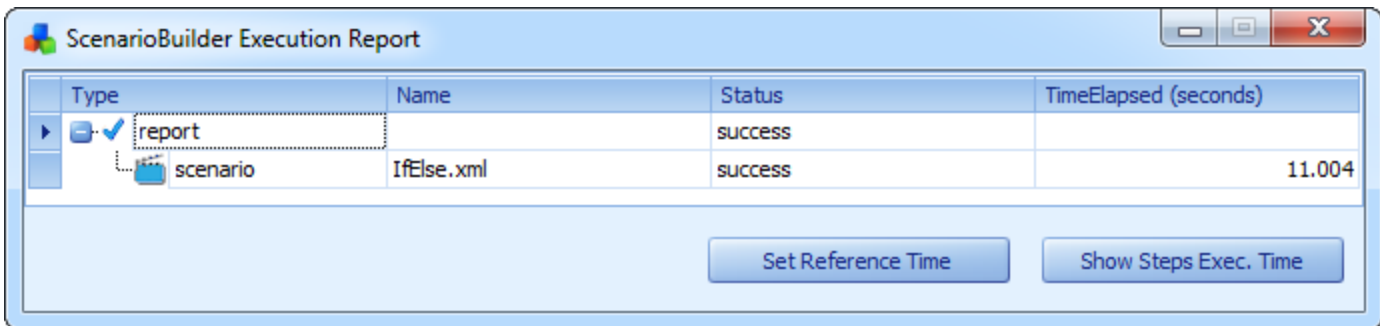 ScenarioBuilder Execution Report
Type Name Status TimeElapsed (seconds)
report success
scenario IfElse.xml success 11.004
Set Reference Time Show Steps Exec. Time